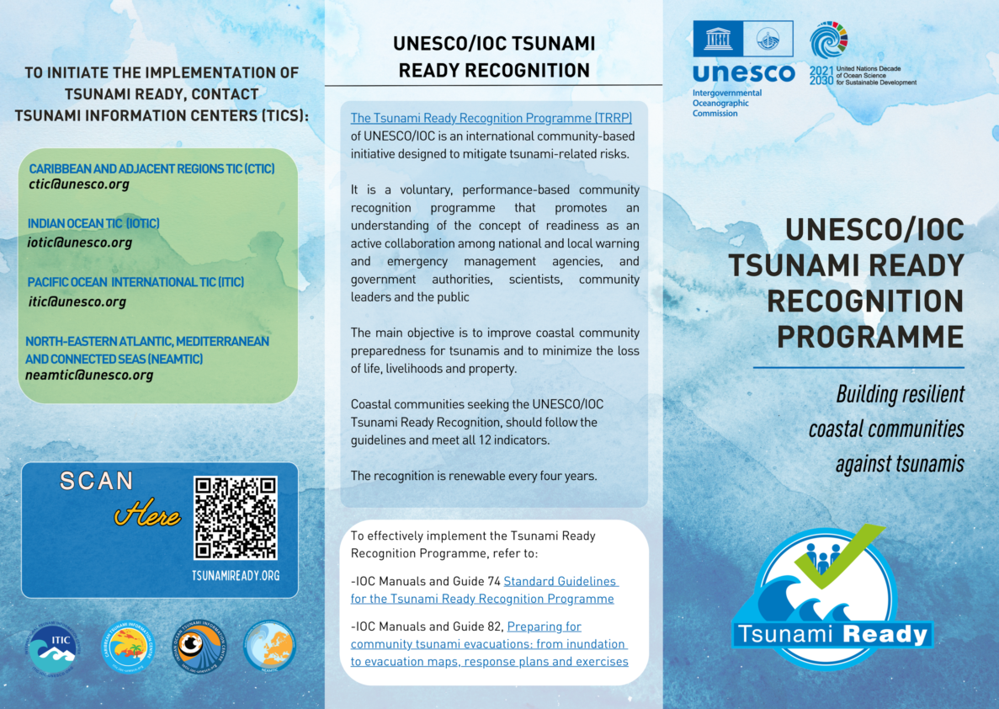 TO INITIATE THE IMPLEMENTATION OF
TSUNAMI READY, CONTACT
TSUNAMI INFORMATION CENTERS (TICS):
CARIBBEAN AND ADJACENT REGIONS TIC (CTIC)
ctic@unesco.org
INDIAN OCEAN TIC (IOTIC)
iotic@unesco.org
PACIFIC OCEAN INTERNATIONAL TIC (ITIC)
itic@unesco.org
NORTH-EASTERN ATLANTIC, MEDITERRANEAN
AND CONNECTED SEAS (NEAMTIC)
neamtic@unesco.org
SCAN
Here
TSUNAMIREADY.ORG
ITIC
CARIBBEAN TSUNAMI INFORMATION CENTRE
INDIAN OCEAN TSUNAMI INFORMATION CENTRE
NEAMTIC
UNESCO/IOC TSUNAMI
READY RECOGNITION
The Tsunami Ready Recognition Programme (TRRP)
of UNESCO/IOC is an international community-based
initiative designed to mitigate tsunami-related risks.
It is a voluntary, performance-based community
recognition programme that promotes an
understanding of the concept of readiness as an
active collaboration among national and local warning
and emergency management agencies, and
government authorities, scientists, community
leaders and the public
The main objective is to improve coastal community
preparedness for tsunamis and to minimize the loss
of life, livelihoods and property.
Coastal communities seeking the UNESCO/IOC
Tsunami Ready Recognition, should follow the
guidelines and meet all 12 indicators.
The recognition is renewable every four years.
To effectively implement the Tsunami Ready
Recognition Programme, refer to:
-IOC Manuals and Guide 74 Standard Guidelines
for the Tsunami Ready Recognition Programme
-IOC Manuals and Guide 82, Preparing for
community tsunami evacuations: from inundation
to evacuation maps, response plans and exercises
unesco
Intergovernmental
Oceanographic
Commission
2021
2030
United Nations Decade
of Ocean Science
for Sustainable Development
UNESCO/IOC
TSUNAMI READY
RECOGNITION
PROGRAMME
Building resilient
coastal communities
against tsunamis
Tsunami Ready